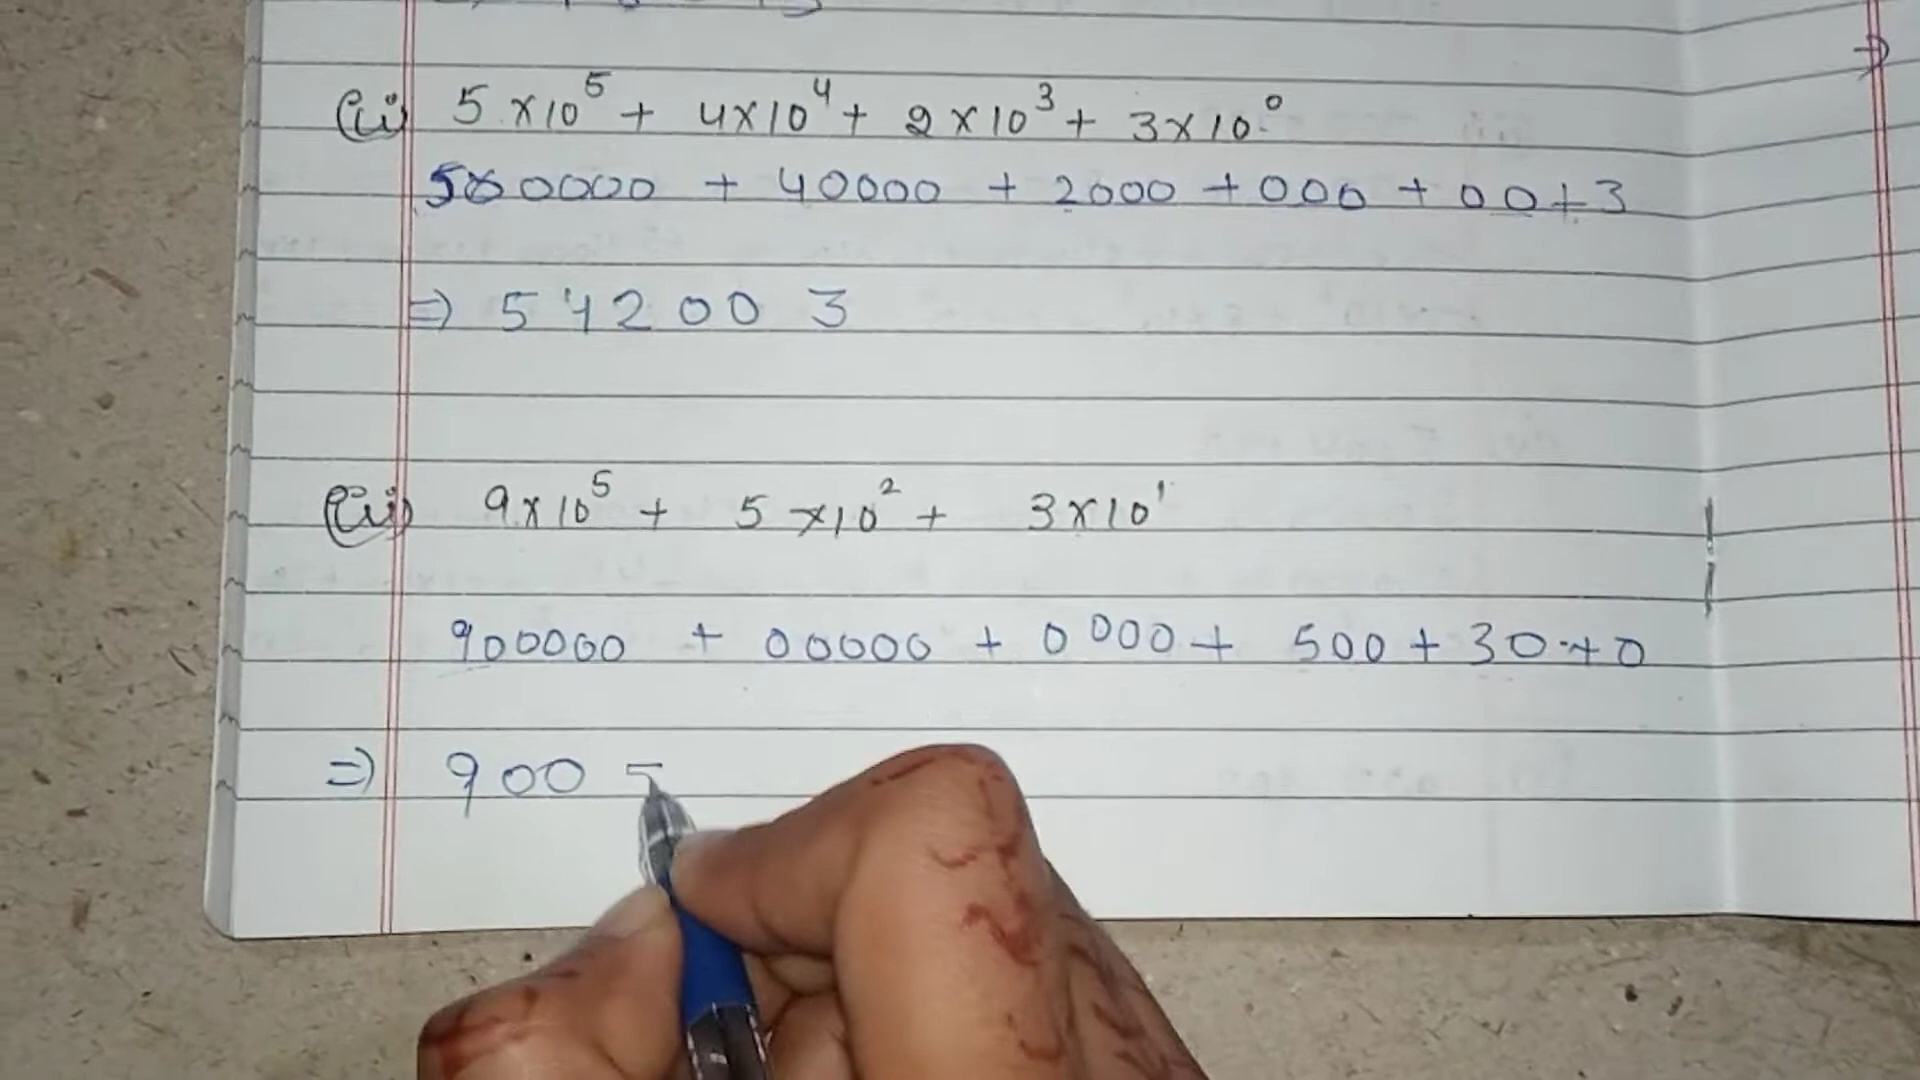 (ii) 5 × 10⁵ + 4×10⁴ + 2×10³ + 3×10⁰
500000 + 40000 + 2000 + 000 + 00 + 3
⇒ 542003
9×10⁵ + 5×10² + 3×10¹
900000 + 00000 + 0000 + 500 + 30 + 0
⇒ 9005